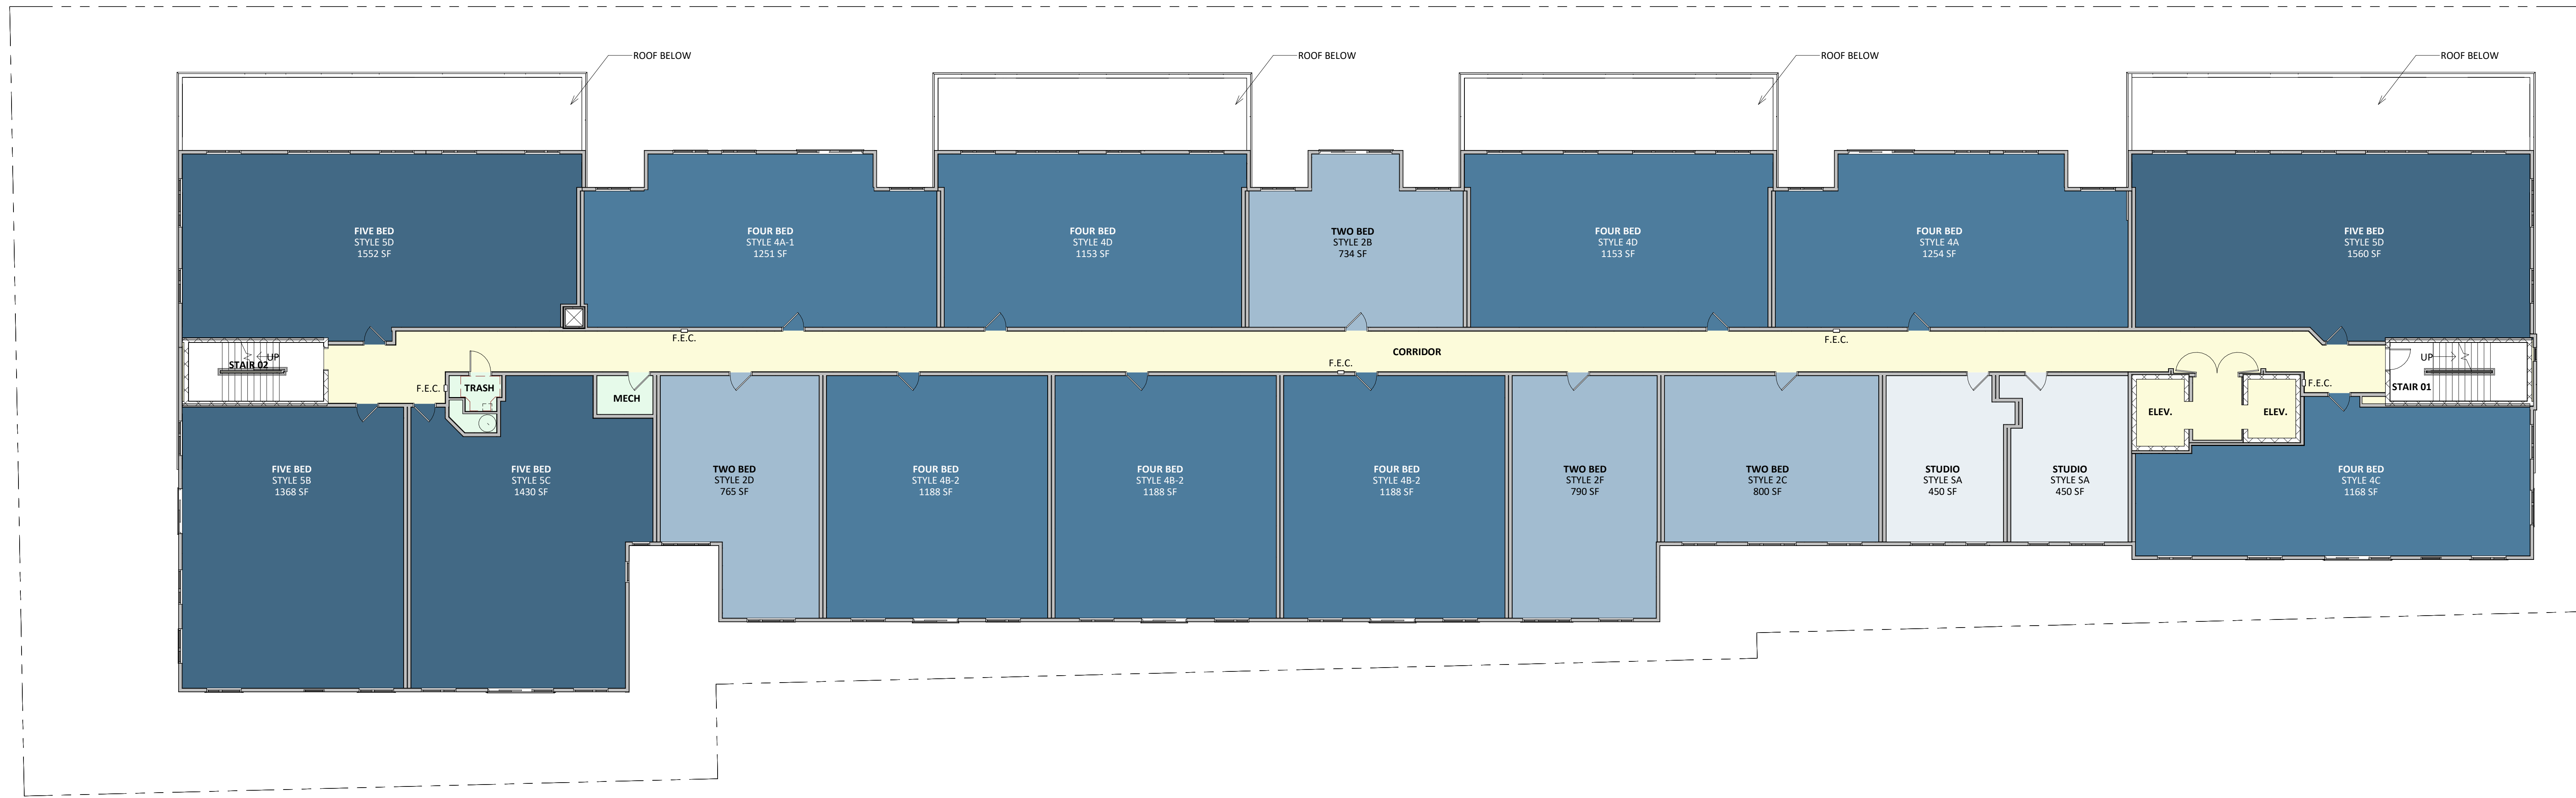 ROOF BELOW
ROOF BELOW
ROOF BELOW
ROOF BELOW
FIVE BED
STYLE 5D
1552 SF
FOUR BED
STYLE 4A-1
1251 SF
FOUR BED
STYLE 4D
1153 SF
TWO BED
STYLE 2B
734 SF
FOUR BED
STYLE 4D
1153 SF
FOUR BED
STYLE 4A
1254 SF
FIVE BED
STYLE 5D
1560 SF
F.E.C.
F.E.C.
CORRIDOR
F.E.C.
UP
STAIR 02
F.E.C.
TRASH
MECH
UP
STAIR 01
F.E.C.
ELEV.
ELEV.
FIVE BED
STYLE 5B
1368 SF
FIVE BED
STYLE 5C
1430 SF
TWO BED
STYLE 2D
765 SF
FOUR BED
STYLE 4B-2
1188 SF
FOUR BED
STYLE 4B-2
1188 SF
FOUR BED
STYLE 4B-2
1188 SF
TWO BED
STYLE 2F
790 SF
TWO BED
STYLE 2C
800 SF
STUDIO
STYLE SA
450 SF
STUDIO
STYLE SA
450 SF
FOUR BED
STYLE 4C
1168 SF